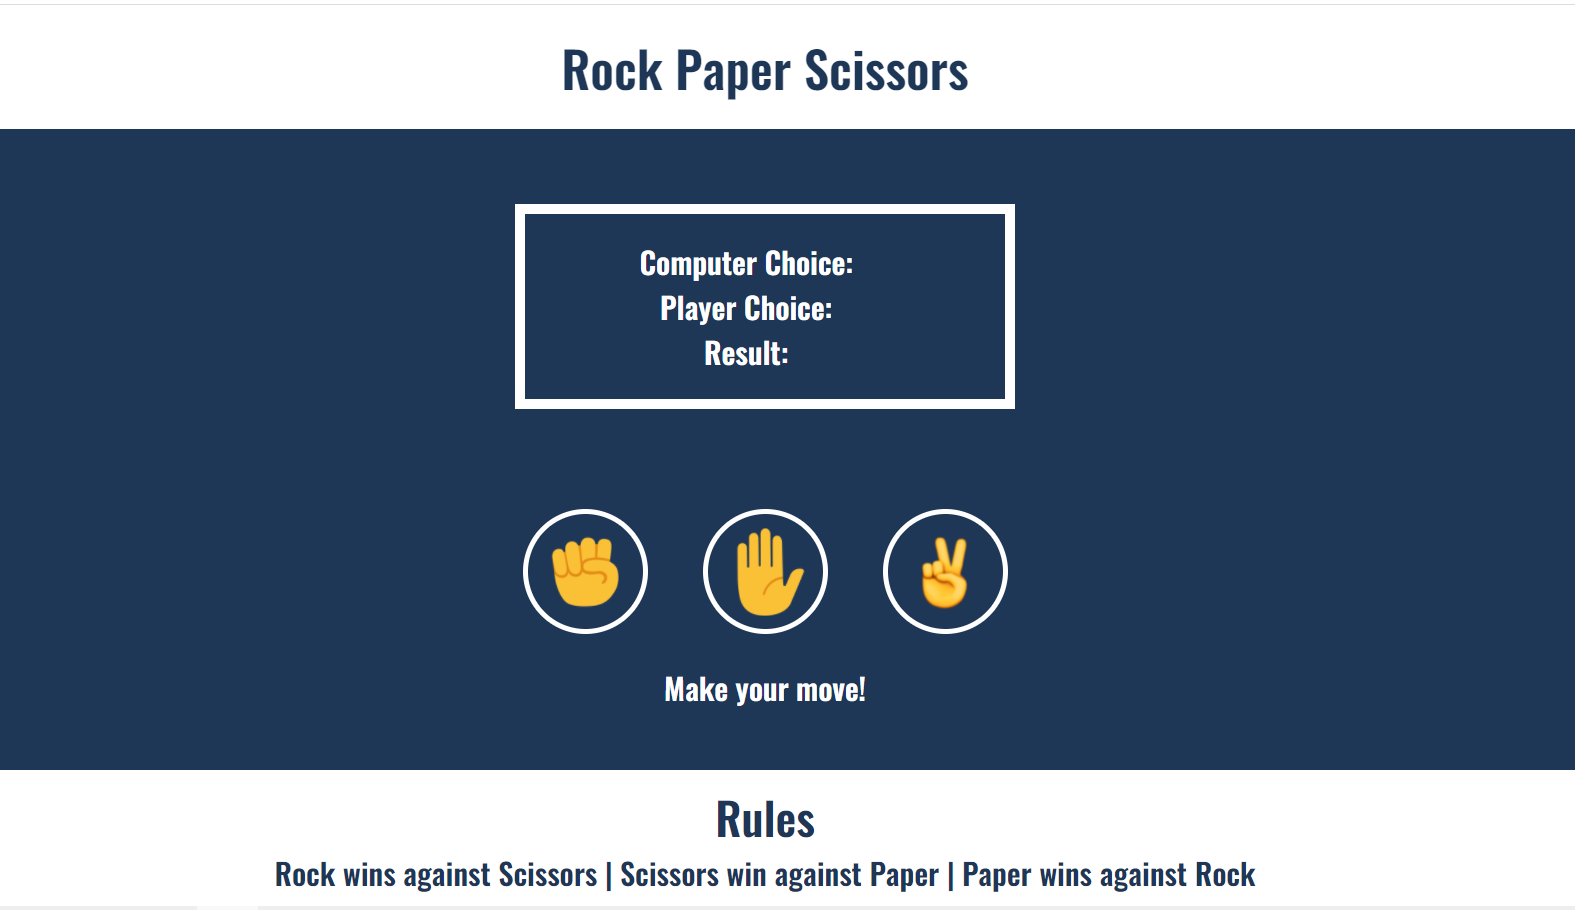 Rock Paper Scissors
Computer Choice:
Player Choice:
Result:
Make your move!
Rules
Rock wins against Scissors | Scissors win against Paper | Paper wins against Rock